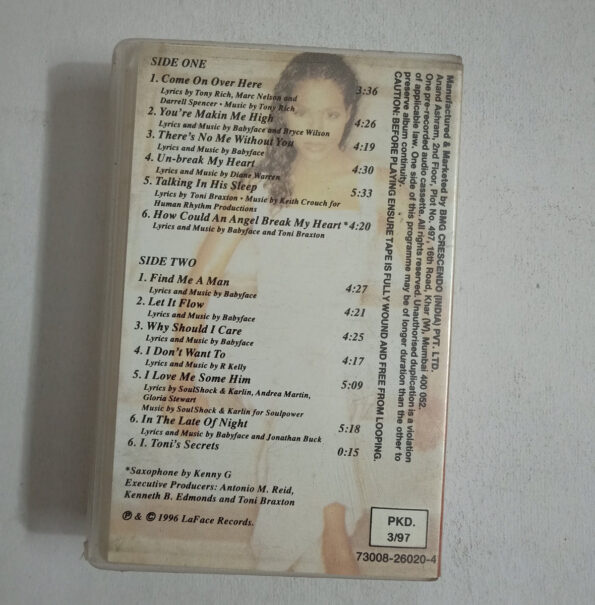 SIDE ONE
1. Come On Over Here 3:36
Lyrics by Tony Rich, Marc Nelson and
Darrell Spencer • Music by Tony Rich
2. You're Makin Me High 4:26
Lyrics and Music by Babyface and Bryce Wilson
3. There's No Me Without You 4:19
Lyrics and Music by Babyface
4. Un-break My Heart 4:30
Lyrics and Music by Diane Warren
5. Talking In His Sleep 5:33
Lyrics by Toni Braxton • Music by Keith Crouch for
Human Rhythm Productions
6. How Could An Angel Break My Heart *4:20
Lyrics and Music by Babyface and Toni Braxton
SIDE TWO
1. Find Me A Man 4:27
Lyrics and Music by Babyface
2. Let It Flow 4:21
Lyrics and Music by Babyface
3. Why Should I Care 4:25
Lyrics and Music by Babyface
4. I Don't Want To 4:17
Lyrics and Music by R Kelly
5. I Love Me Some Him 5:09
Lyrics by SoulShock & Karlin, Andrea Martin,
Gloria Stewart
Music by SoulShock & Karlin for Soulpower
6. In The Late Of Night 5:18
Lyrics and Music by Babyface and Jonathan Buck
6. I. Toni's Secrets 0:15
*Saxophone by Kenny G
Executive Producers: Antonio M. Reid,
Kenneth B. Edmonds and Toni Braxton
℗ & © 1996 LaFace Records.
Manufactured & Marketed by BMG CRESCENDO (INDIA) PVT. LTD.
Anand Ashram, 2nd Floor, Plot No. 497, 16th Road, Khar (W), Mumbai 400 052.
One pre-recorded audio cassette. All rights reserved. Unauthorised duplication is a violation
of applicable law. One side of this programme may be of longer duration than the other to
preserve album continuity.
CAUTION: BEFORE PLAYING ENSURE TAPE IS FULLY WOUND AND FREE FROM LOOPING.
PKD.
3/97
73008-26020-4